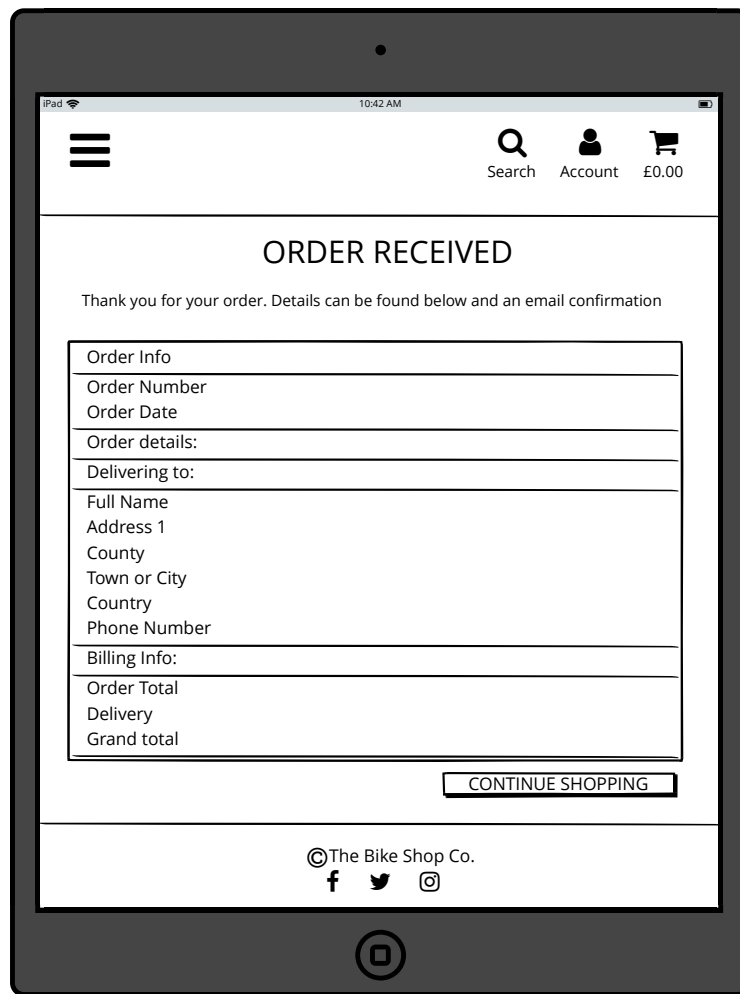 iPad 10:42 AM
Search Account £0.00
ORDER RECEIVED
Thank you for your order. Details can be found below and an email confirmation
Order Info
Order Number
Order Date
Order details:
Delivering to:
Full Name
Address 1
County
Town or City
Country
Phone Number
Billing Info:
Order Total
Delivery
Grand total
CONTINUE SHOPPING
©The Bike Shop Co.